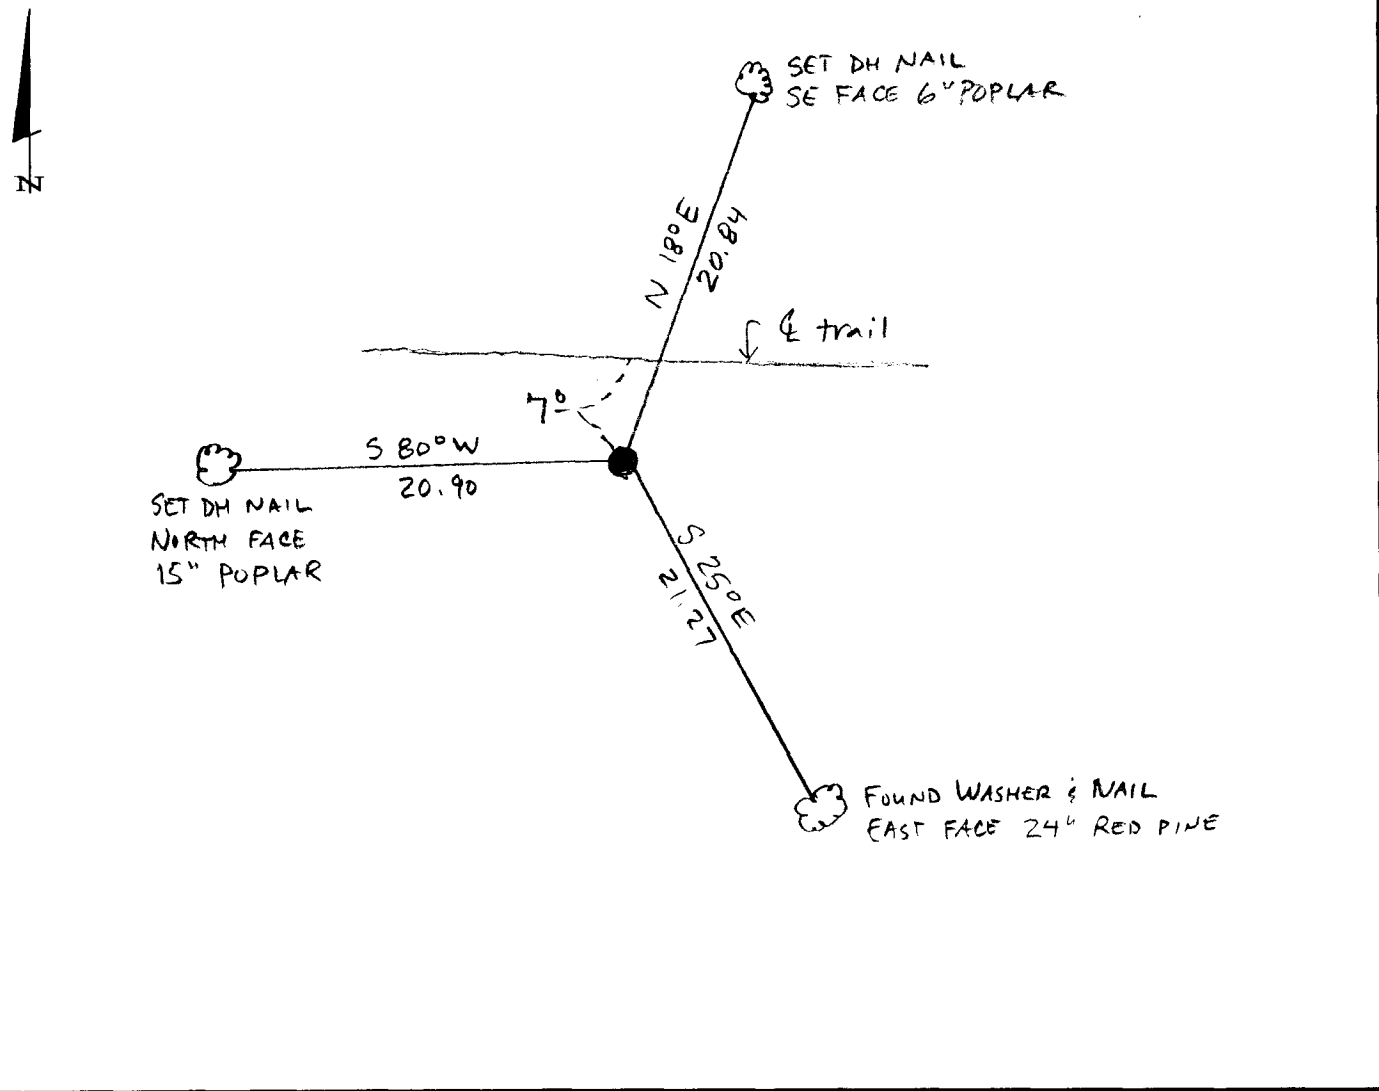 SET DH NAIL
SE FACE 6" POPLAR
N
N 18° E
20.84
℄ trail
7°
S 80° W
20.90
SET DH NAIL
NORTH FACE
15" POPLAR
S 25° E
21.27
FOUND WASHER & NAIL
EAST FACE 24" RED PINE